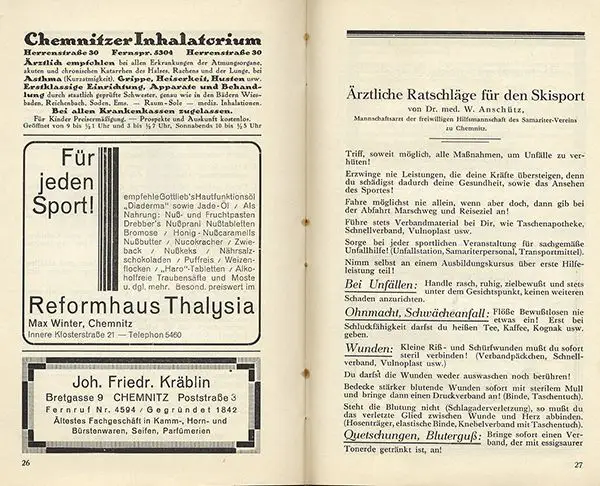 Chemnitzer Inhalatorium
Herrenstraße 30 Fernspr. 5304 Herrenstraße 30
Ärztlich empfohlen bei allen Erkrankungen der Atmungsorgane,
akuten und chronischen Katarrhen des Halses, Rachens und der Lunge, bei
Asthma (Kurzatmigkeit), Grippe, Heiserkeit, Husten usw.
Erstklassige Einrichtung, Apparate und Behand-
lung durch staatlich geprüfte Schwester, genau wie in den Bädern Wies-
baden, Reichenbach, Soden, Ems. — Raum-Sole — mediz. Inhalationen.
Bei allen Krankenkassen zugelassen.
Für Kinder Preisermäßigung. — Prospekte und Auskunft kostenlos.
Geöffnet von 9 bis ½1 Uhr und 3 bis ½7 Uhr, Sonnabends 10 bis ½5 Uhr
Für
jeden
Sport!
empfehle Gottlieb's Hautfunktionsöl
„Diaderma" sowie Jade-Öl / Als
Nahrung: Nuß- und Fruchtpasten
Drebber's Nußprani Nußtabletten
Bromose / Honig-Nußcaramells
Nußbutter / Nucokracher / Zwie-
back / Nußkeks / Nährsalz-
schokoladen / Puffreis / Weizen-
flocken / „Haro"-Tabletten / Alko-
holfreie Traubensäfte und Moste
u. dgl. mehr. Besond. preiswert im
Reformhaus Thalysia
Max Winter, Chemnitz
Innere Klosterstraße 21 — Telephon 5460
Joh. Friedr. Kräblin
Bretgasse 9 CHEMNITZ Poststraße 3
Fernruf Nr. 4594 / Gegründet 1842
Ältestes Fachgeschäft in Kamm-, Horn- und
Bürstenwaren, Seifen, Parfümerien
26
Ärztliche Ratschläge für den Skisport
von Dr. med. W. Anschütz,
Mannschaftsarzt der freiwilligen Hilfsmannschaft des Samariter-Vereins
zu Chemnitz.
Triff, soweit möglich, alle Maßnahmen, um Unfälle zu ver-
hüten!
Erzwinge nie Leistungen, die deine Kräfte übersteigen, denn
du schädigst dadurch deine Gesundheit, sowie das Ansehen
des Sportes!
Fahre möglichst nie allein, wenn aber doch, dann gib bei
der Abfahrt Marschweg und Reiseziel an!
Führe stets Verbandmaterial bei Dir, wie Taschenapotheke,
Schnellverband, Vulnoplast usw.
Sorge bei jeder sportlichen Veranstaltung für sachgemäße
Unfallhilfe! (Unfallstation, Samariterpersonal, Transportmittel).
Nimm selbst an einem Ausbildungskursus über erste Hilfe-
leistung teil!
Bei Unfällen: Handle rasch, ruhig, zielbewußt und stets
unter dem Gesichtspunkt, keinen weiteren
Schaden anzurichten.
Ohnmacht, Schwächeanfall: Flöße Bewußtlosen nie
etwas ein! Erst bei
Schluckfähigkeit darfst du heißen Tee, Kaffee, Kognak usw.
geben.
Wunden: Kleine Riß- und Schürfwunden mußt du sofort
steril verbinden! (Verbandpäckchen, Schnell-
verband, Vulnoplast usw.)
Du darfst die Wunden weder auswaschen noch berühren!
Bedecke stärker blutende Wunden sofort mit sterilem Mull
und bringe dann einen Druckverband an! (Binde, Taschentuch).
Steht die Blutung nicht (Schlagaderverletzung), so mußt du
das verletzte Glied zwischen Wunde und Herz abbinden.
(Hosenträger, elastische Binde, Knebelverband mit Taschentuch).
Quetschungen, Bluterguß: Bringe sofort einen Ver-
band, der mit essigsaurer
Tonerde getränkt ist, an!
27